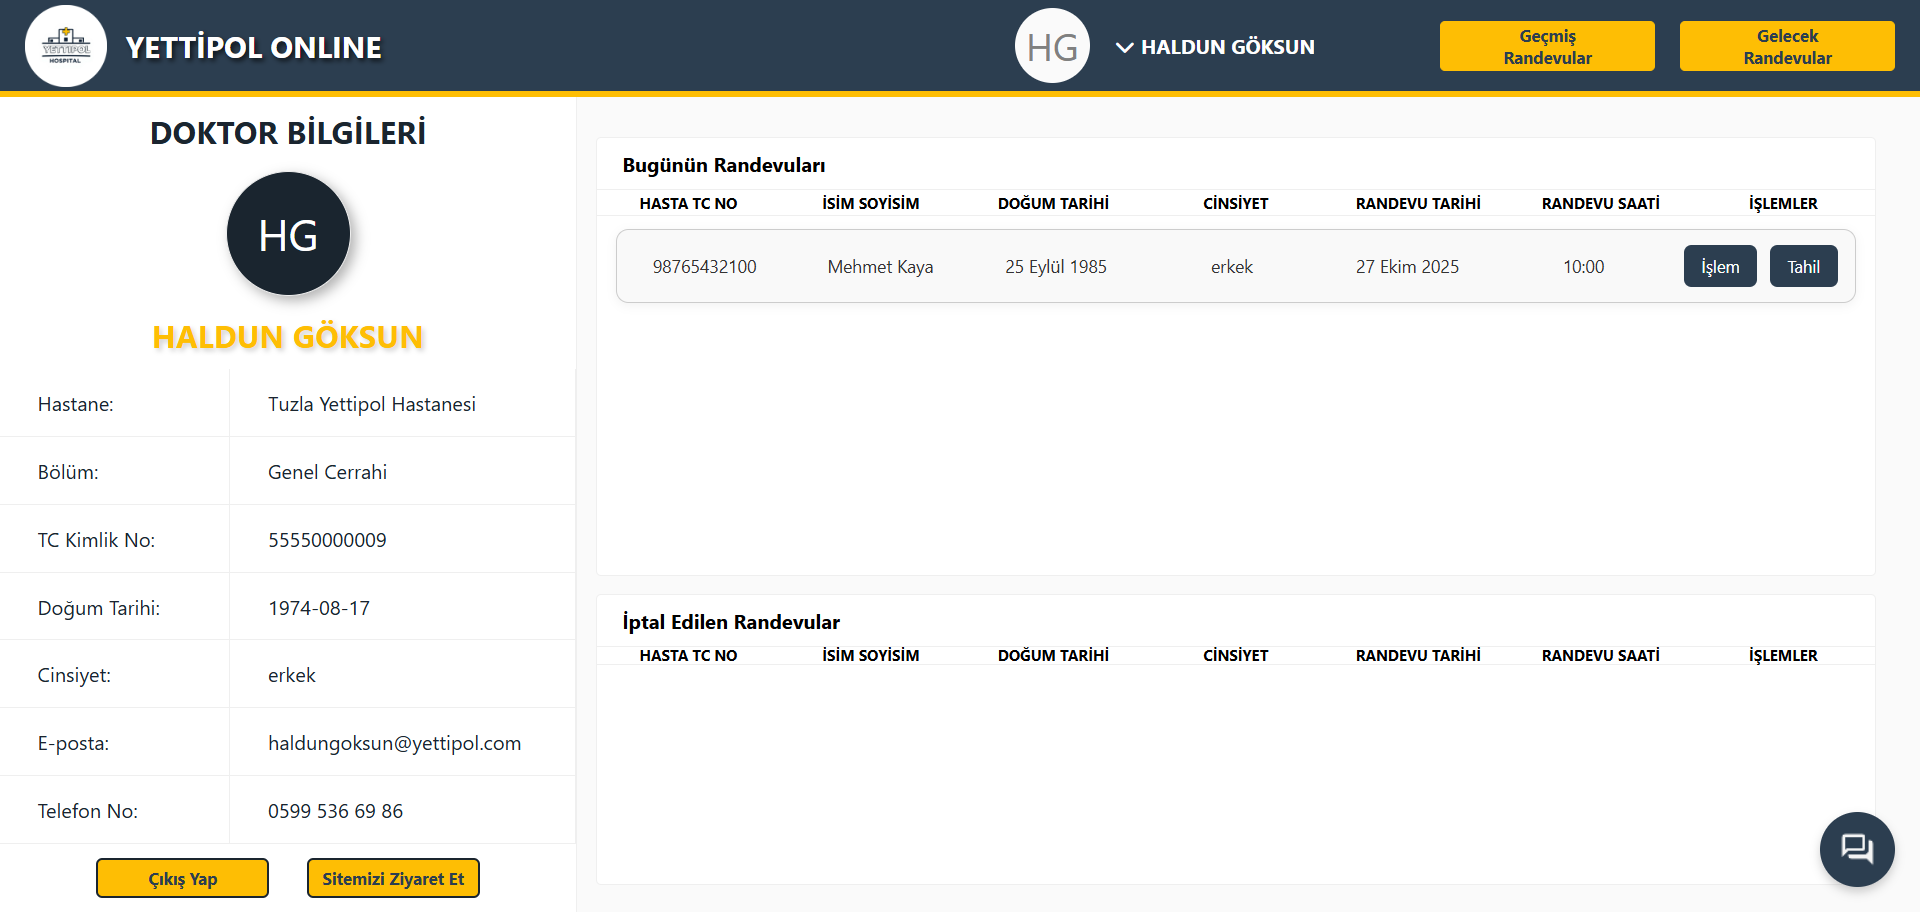 YETTİPOL
HOSPITAL
YETTİPOL ONLINE
HG
HALDUN GÖKSUN
Geçmiş
Randevular
Gelecek
Randevular
DOKTOR BİLGİLERİ
HG
HALDUN GÖKSUN
Hastane: Tuzla Yettipol Hastanesi
Bölüm: Genel Cerrahi
TC Kimlik No: 55550000009
Doğum Tarihi: 1974-08-17
Cinsiyet: erkek
E-posta: haldungoksun@yettipol.com
Telefon No: 0599 536 69 86
Çıkış Yap Sitemizi Ziyaret Et
Bugünün Randevuları
HASTA TC NO İSİM SOYİSİM DOĞUM TARİHİ CİNSİYET RANDEVU TARİHİ RANDEVU SAATİ İŞLEMLER
98765432100 Mehmet Kaya 25 Eylül 1985 erkek 27 Ekim 2025 10:00 İşlem Tahil
İptal Edilen Randevular
HASTA TC NO İSİM SOYİSİM DOĞUM TARİHİ CİNSİYET RANDEVU TARİHİ RANDEVU SAATİ İŞLEMLER